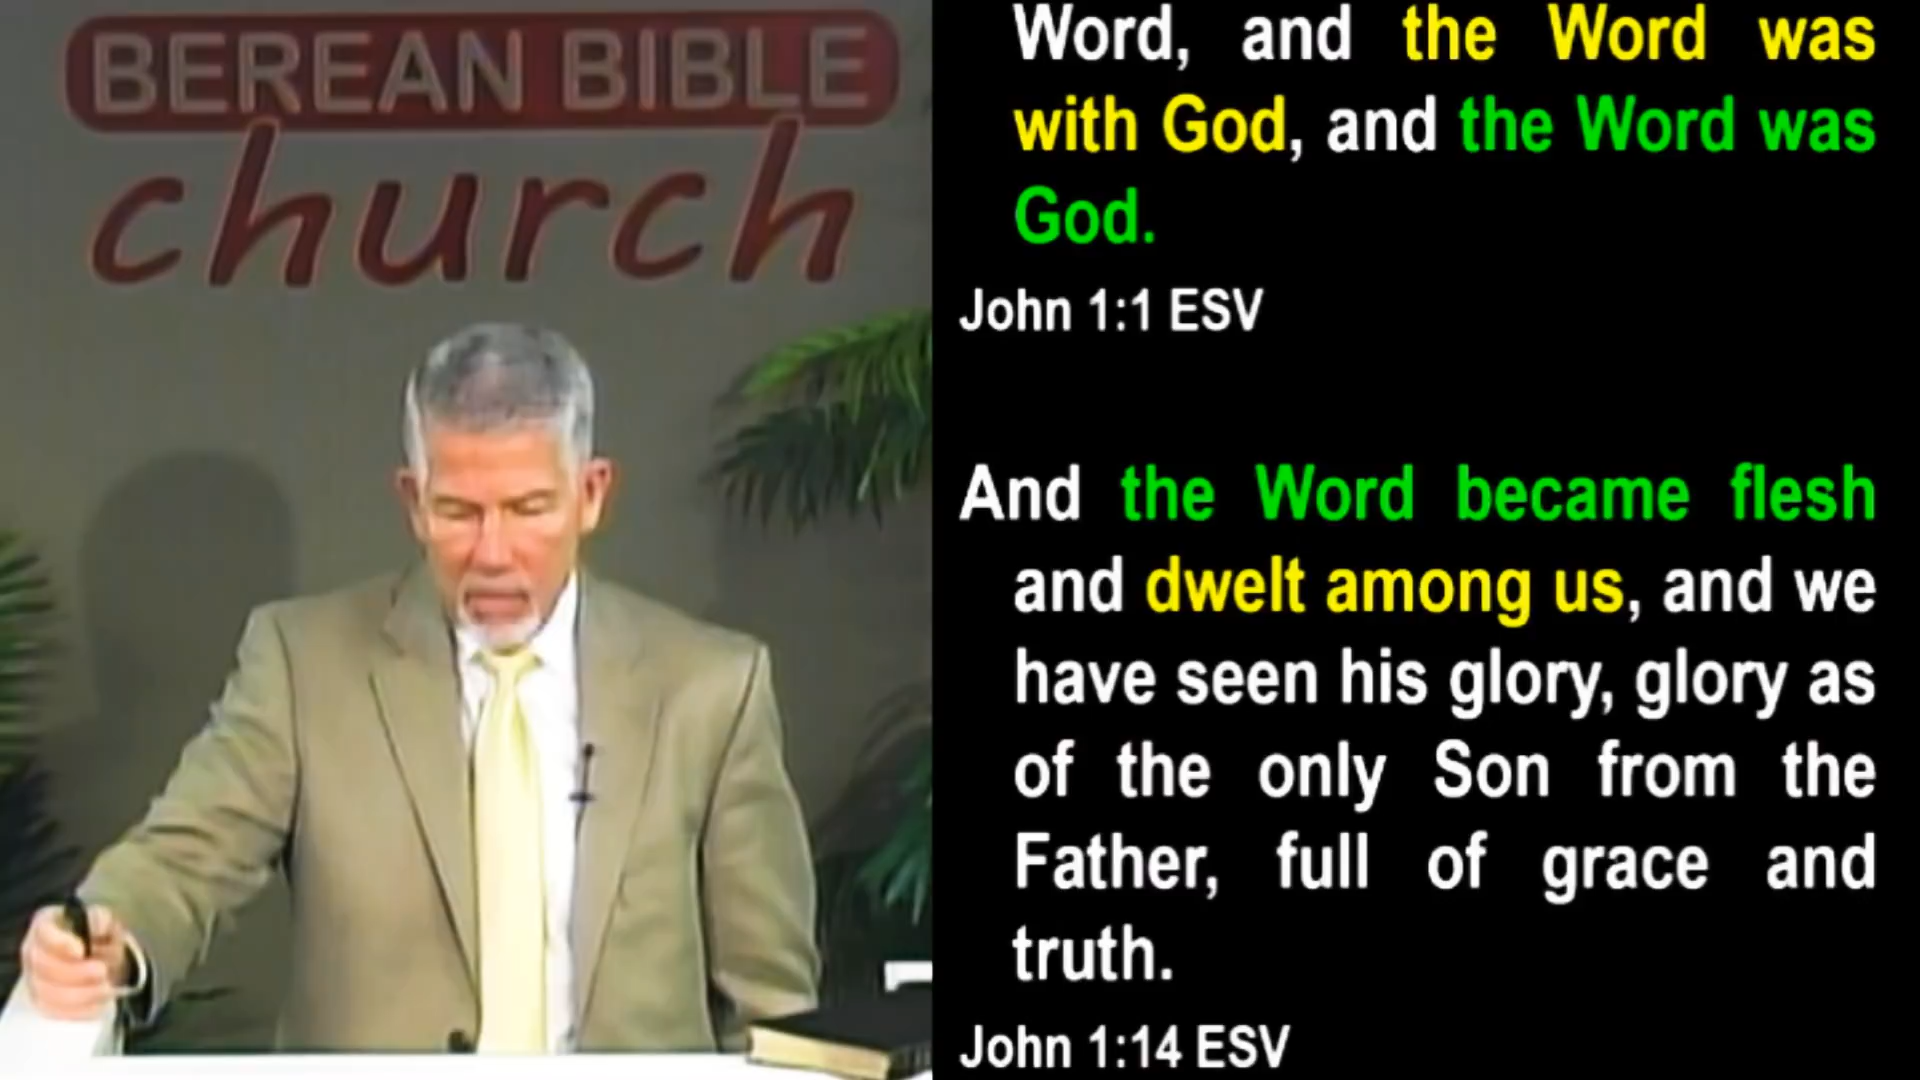 BEREAN BIBLE
church
Word, and the Word was
with God, and the Word was
God.
John 1:1 ESV
And the Word became flesh
and dwelt among us, and we
have seen his glory, glory as
of the only Son from the
Father, full of grace and
truth.
John 1:14 ESV